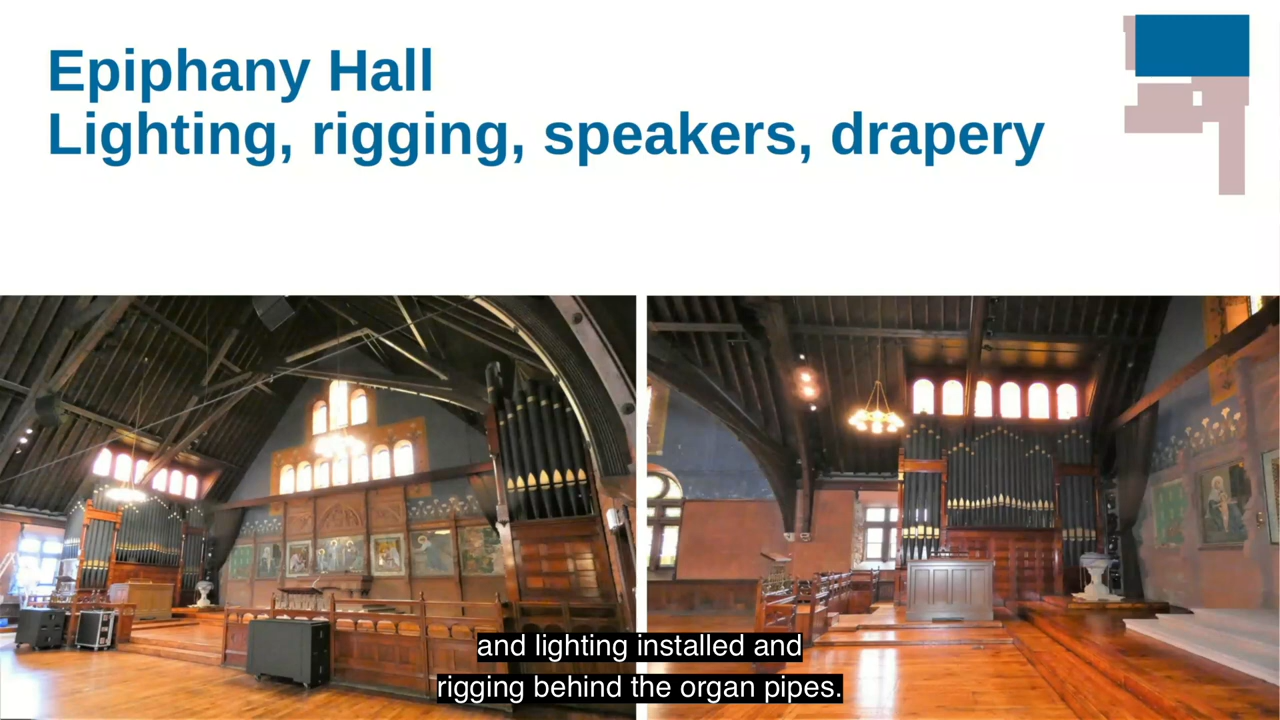 Epiphany Hall
Lighting, rigging, speakers, drapery
and lighting installed and
rigging behind the organ pipes.